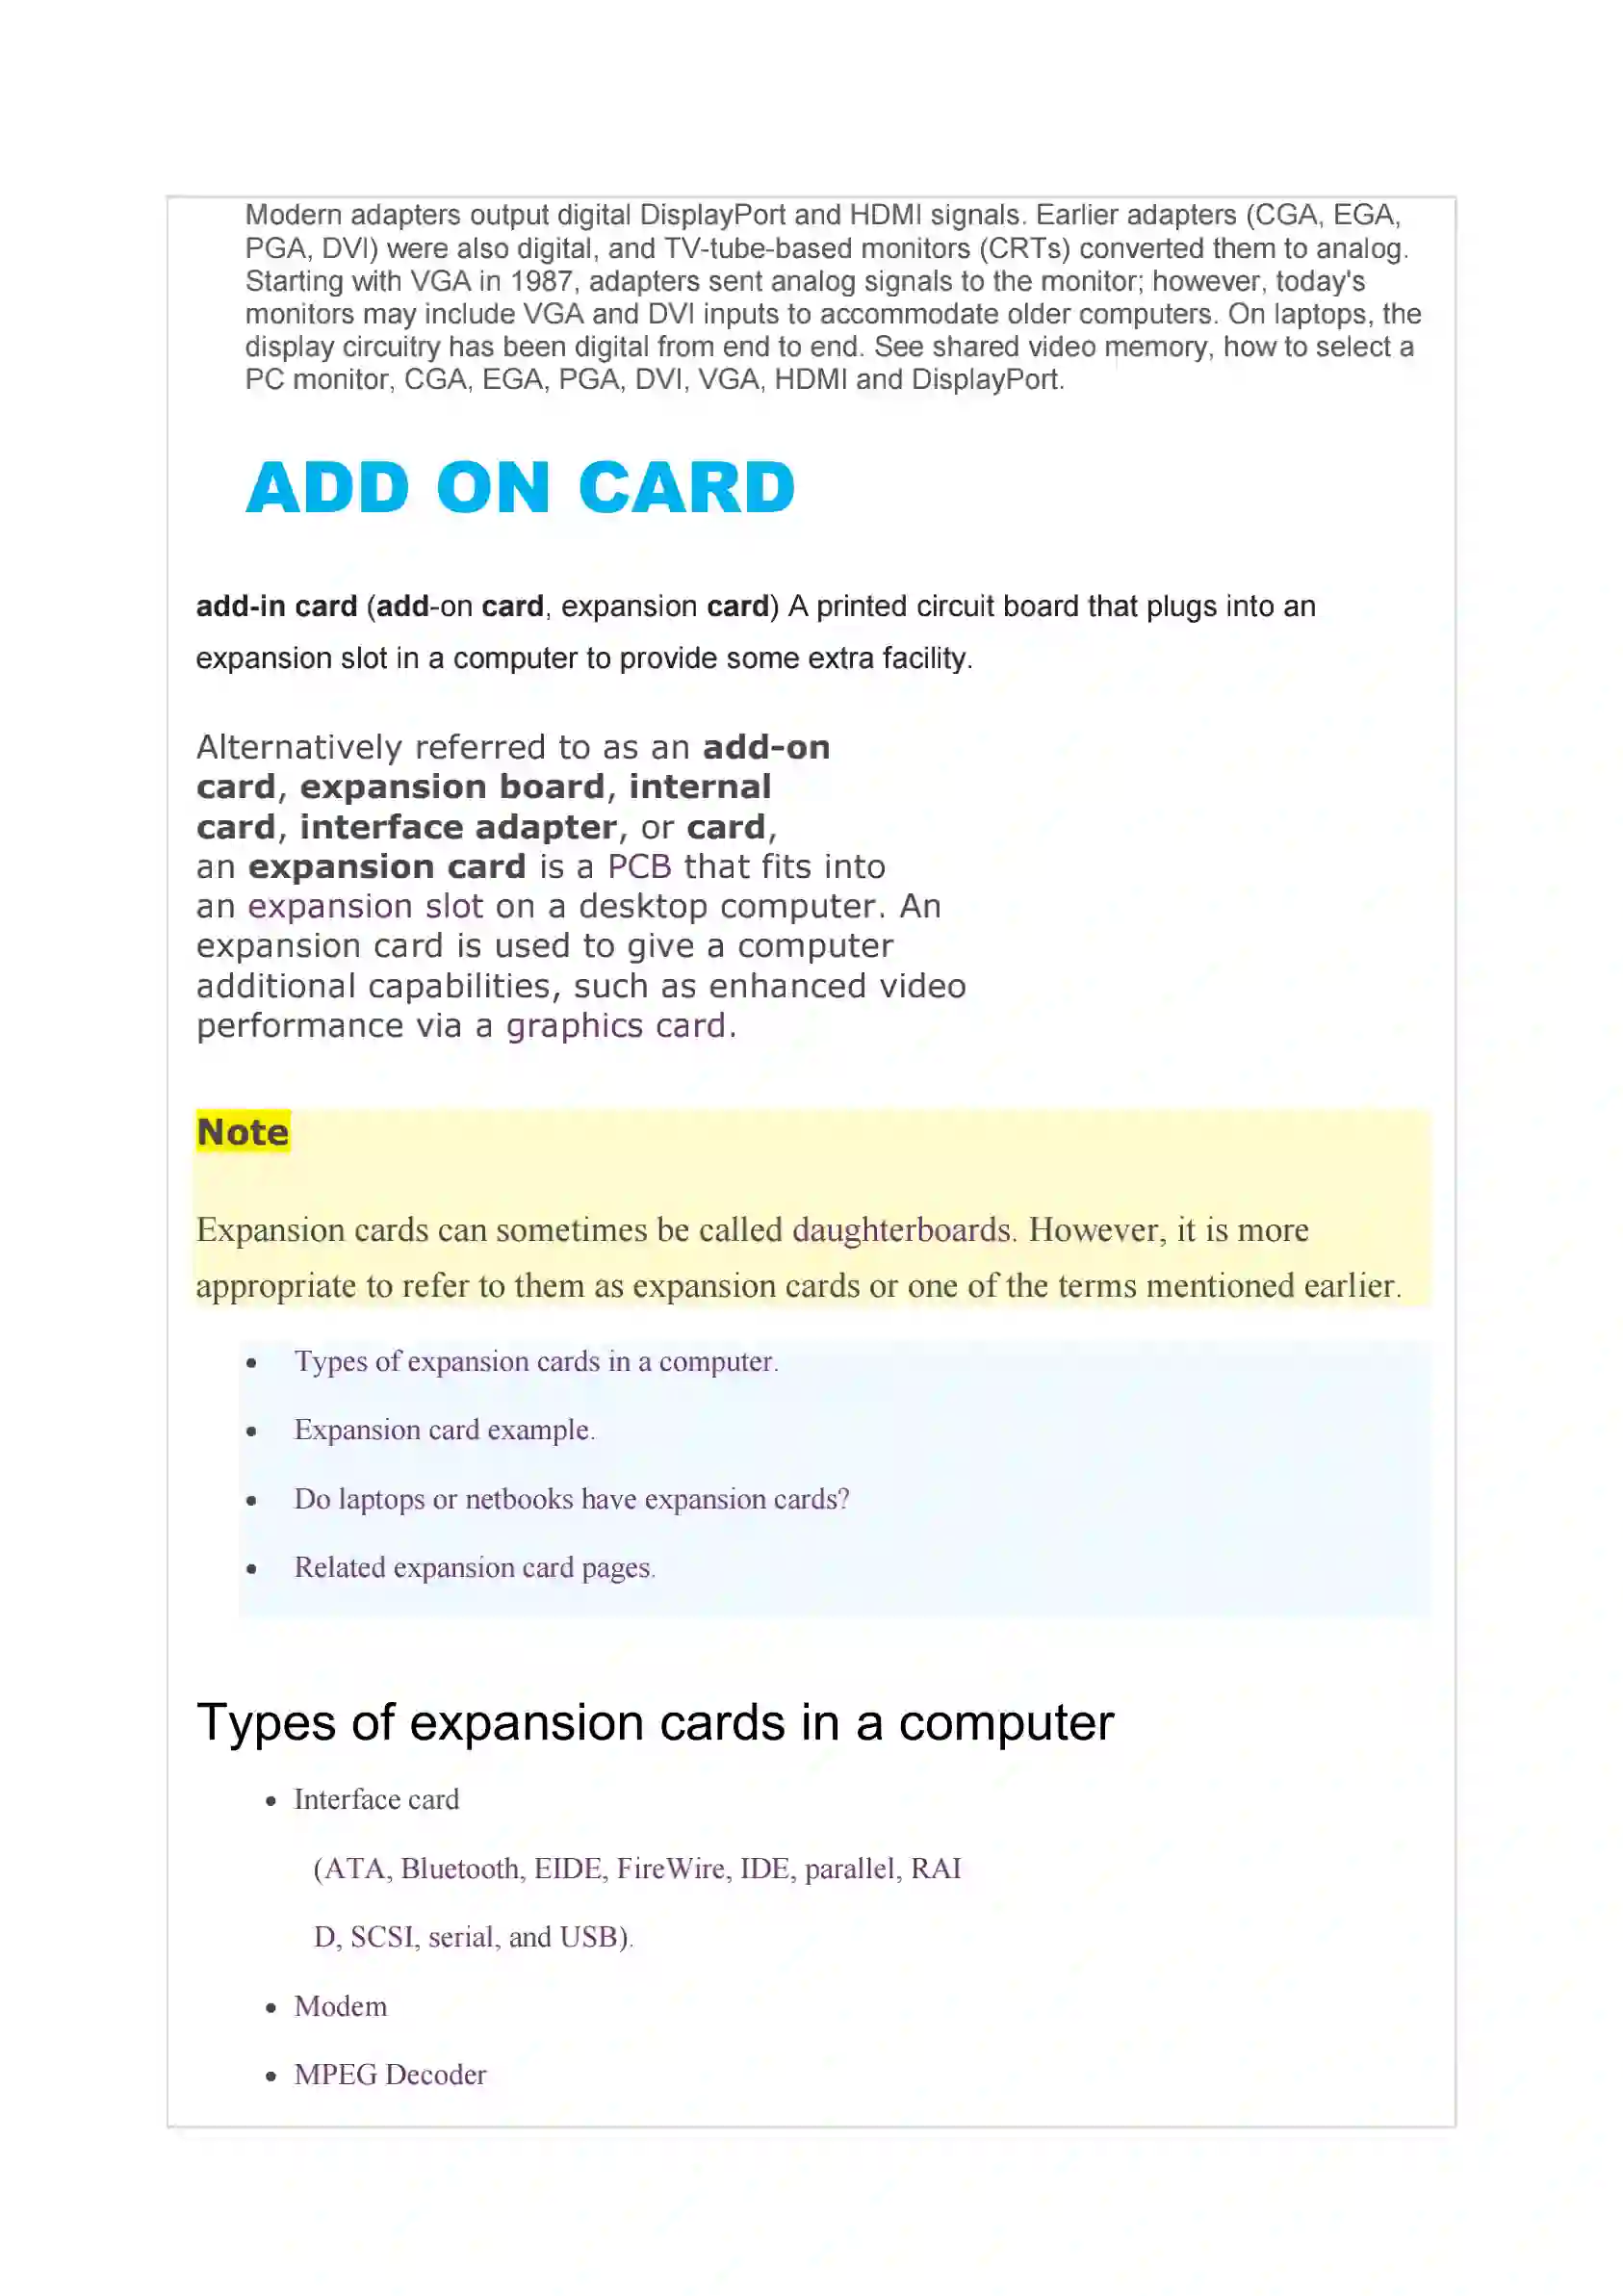 Modern adapters output digital DisplayPort and HDMI signals. Earlier adapters (CGA, EGA,
PGA, DVI) were also digital, and TV-tube-based monitors (CRTs) converted them to analog.
Starting with VGA in 1987, adapters sent analog signals to the monitor; however, today's
monitors may include VGA and DVI inputs to accommodate older computers. On laptops, the
display circuitry has been digital from end to end. See shared video memory, how to select a
PC monitor, CGA, EGA, PGA, DVI, VGA, HDMI and DisplayPort.
ADD ON CARD
add-in card (add-on card, expansion card) A printed circuit board that plugs into an
expansion slot in a computer to provide some extra facility.
Alternatively referred to as an add-on
card, expansion board, internal
card, interface adapter, or card,
an expansion card is a PCB that fits into
an expansion slot on a desktop computer. An
expansion card is used to give a computer
additional capabilities, such as enhanced video
performance via a graphics card.
Note
Expansion cards can sometimes be called daughterboards. However, it is more
appropriate to refer to them as expansion cards or one of the terms mentioned earlier.
• Types of expansion cards in a computer.
• Expansion card example.
• Do laptops or netbooks have expansion cards?
• Related expansion card pages.
Types of expansion cards in a computer
• Interface card
(ATA, Bluetooth, EIDE, FireWire, IDE, parallel, RAI
D, SCSI, serial, and USB).
• Modem
• MPEG Decoder